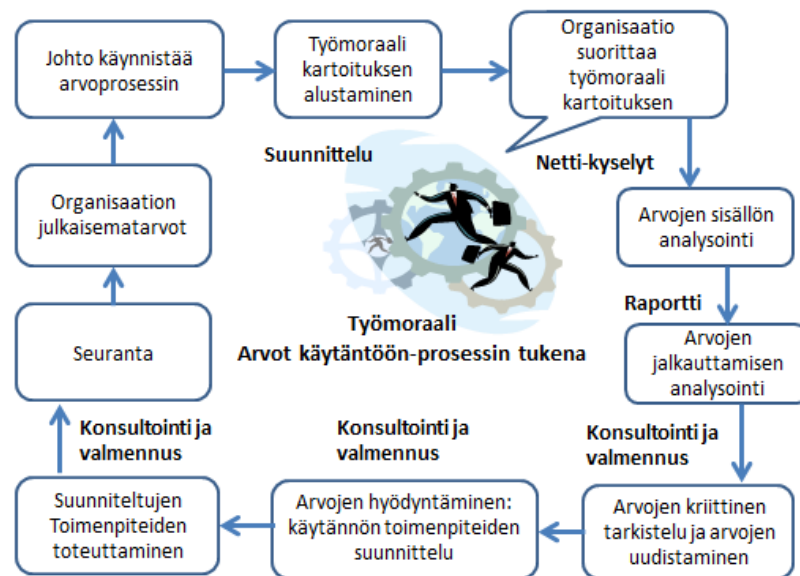 Johto käynnistää
arvoprosessin
Työmoraali
kartoituksen
alustaminen
Organisaatio
suorittaa
työmoraali
kartoituksen
Suunnittelu
Netti-kyselyt
Organisaation
julkaisematarvot
Arvojen sisällön
analysointi
Raportti
Työmoraali
Arvot käytäntöön-prosessin tukena
Seuranta
Arvojen
jalkauttamisen
analysointi
Konsultointi ja
valmennus
Konsultointi ja
valmennus
Konsultointi ja
valmennus
Suunniteltujen
Toimenpiteiden
toteuttaminen
Arvojen hyödyntäminen:
käytännön toimenpiteiden
suunnittelu
Arvojen kriittinen
tarkistelu ja arvojen
uudistaminen